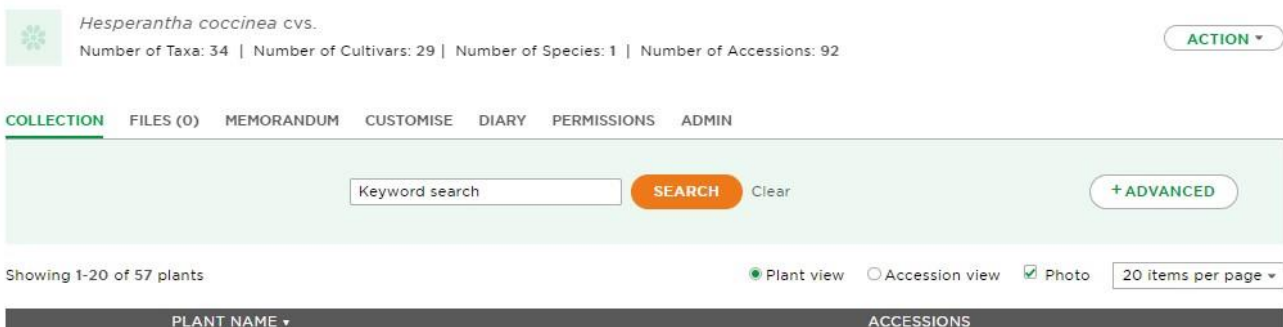 Hesperantha coccinea cvs.
Number of Taxa: 34 | Number of Cultivars: 29 | Number of Species: 1 | Number of Accessions: 92
ACTION
COLLECTION FILES (0) MEMORANDUM CUSTOMISE DIARY PERMISSIONS ADMIN
Keyword search SEARCH Clear + ADVANCED
Showing 1-20 of 57 plants Plant view Accession view Photo 20 items per page
PLANT NAME ACCESSIONS